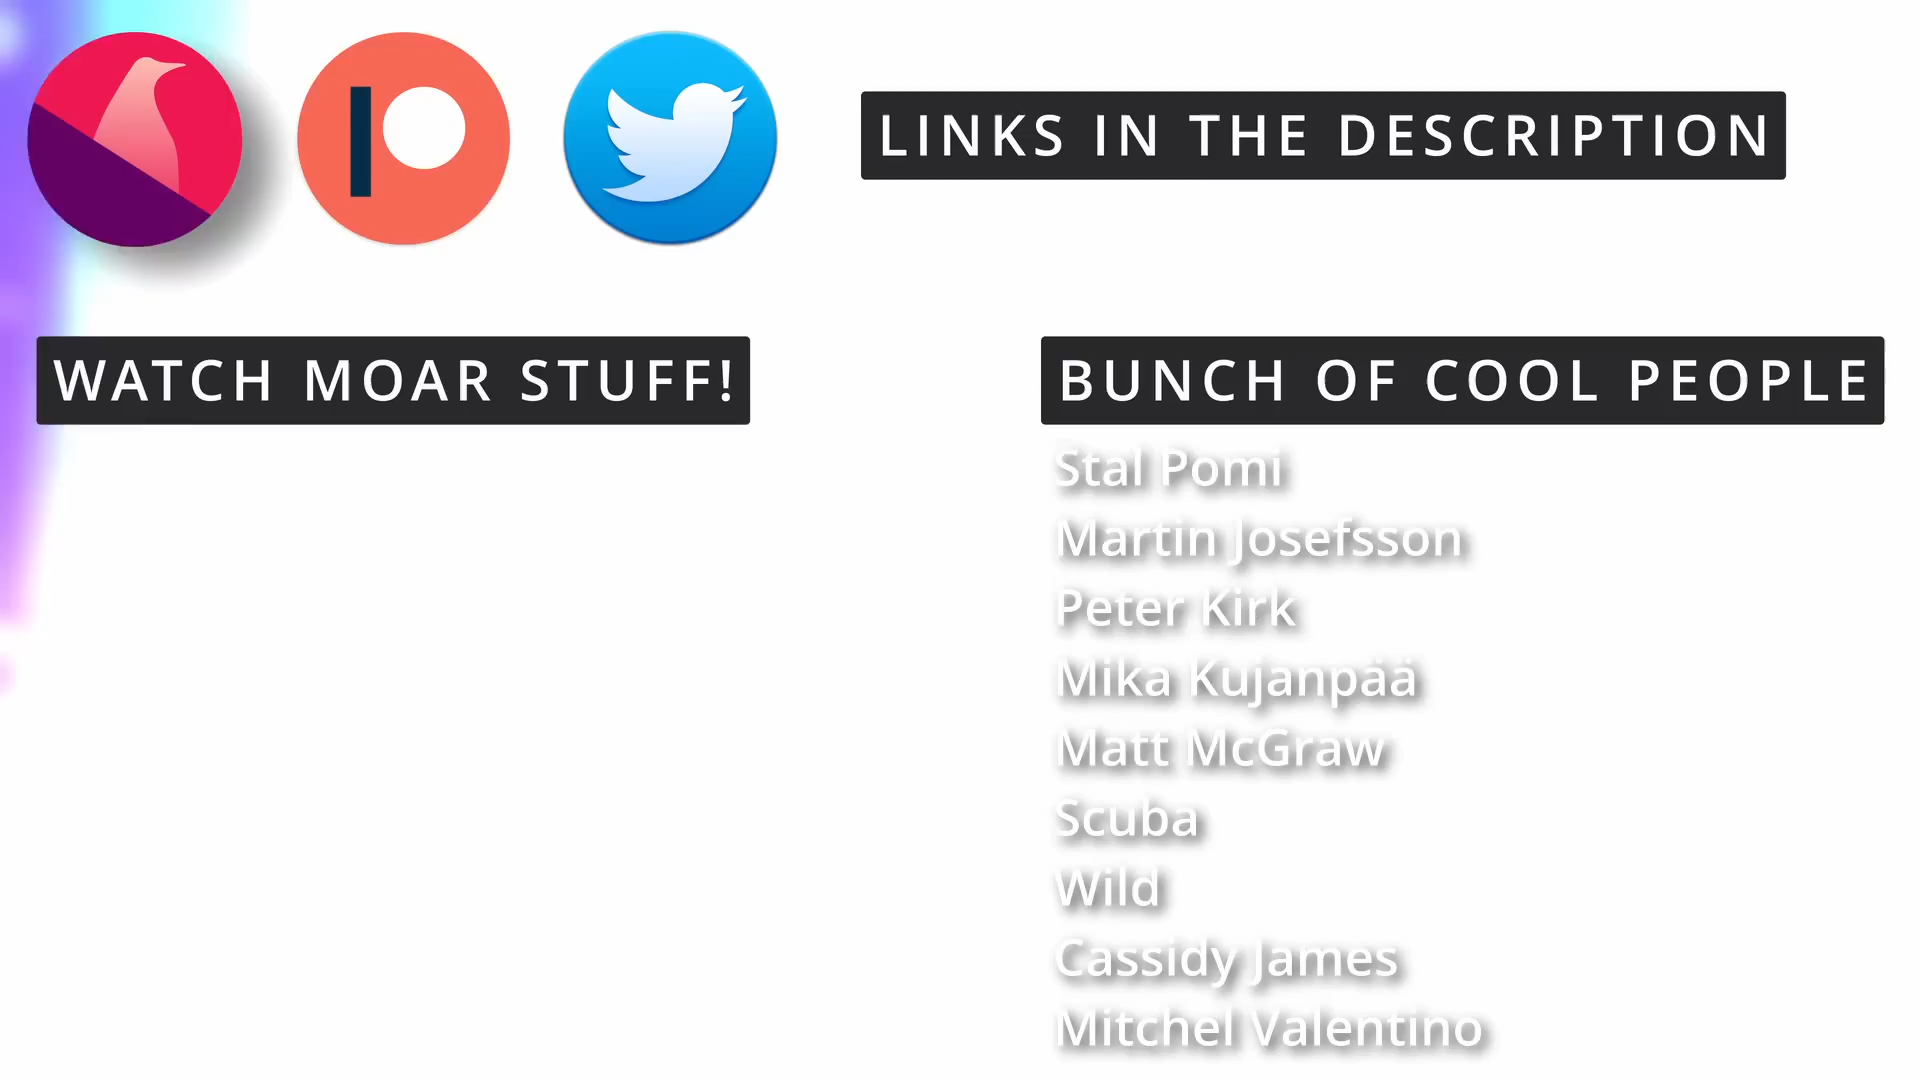 LINKS IN THE DESCRIPTION
WATCH MOAR STUFF!
BUNCH OF COOL PEOPLE
Stal Pomi
Martin Josefsson
Peter Kirk
Mika Kujanpää
Matt McGraw
Scuba
Wild
Cassidy James
Mitchel Valentino